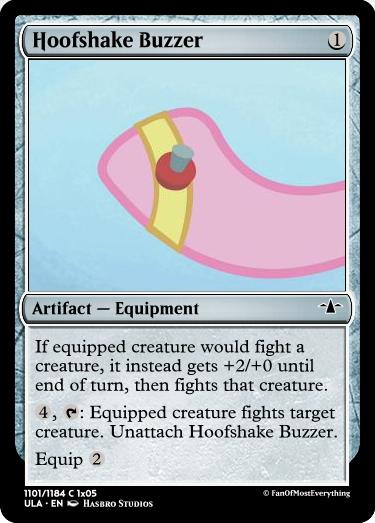 Hoofshake Buzzer 1
Artifact — Equipment
If equipped creature would fight a
creature, it instead gets +2/+0 until
end of turn, then fights that creature.
4, : Equipped creature fights target
creature. Unattach Hoofshake Buzzer.
Equip 2
1101/1184 C 1x05
ULA • EN Hasbro Studios
© FanOfMostEverything